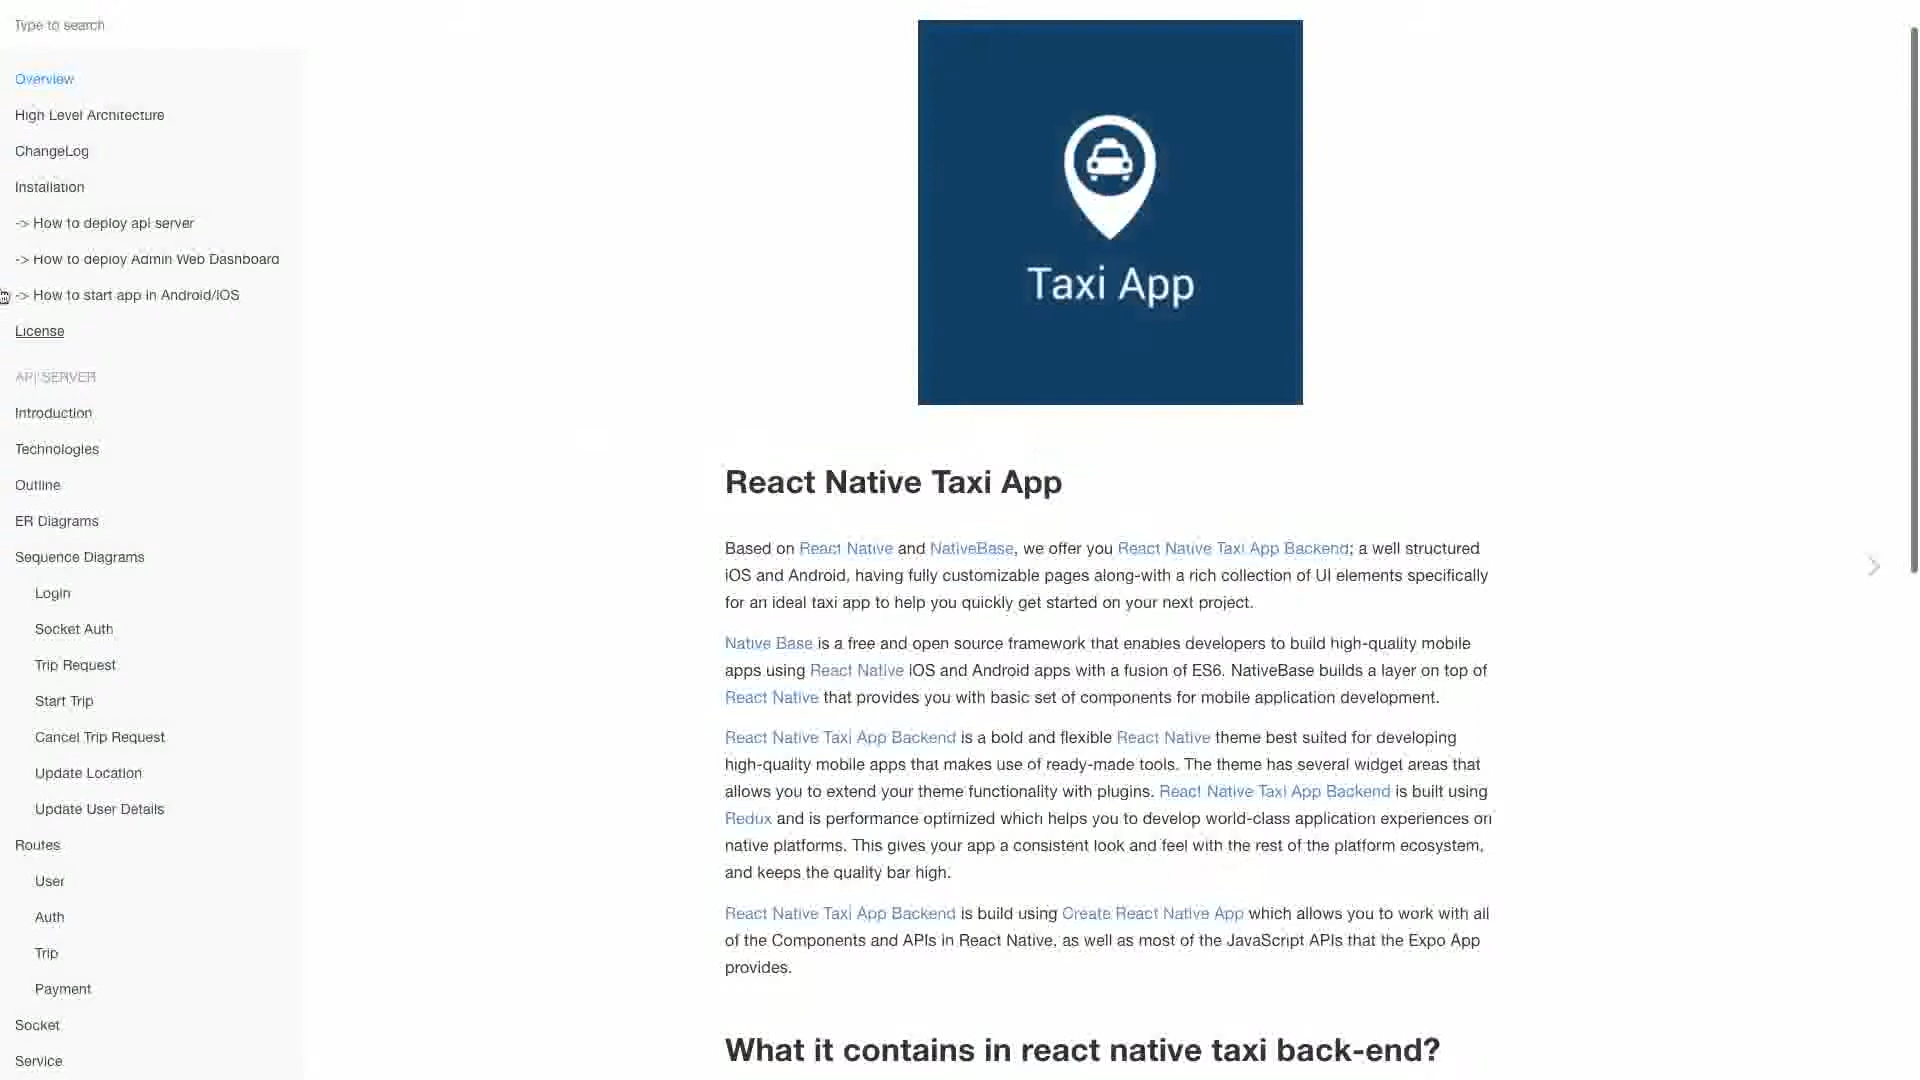 Type to search
Overview
High Level Architecture
ChangeLog
Installation
-> How to deploy api server
-> How to deploy Admin Web Dashboard
-> How to start app in Android/iOS
License
API SERVER
Introduction
Technologies
Outline
ER Diagrams
Sequence Diagrams
Login
Socket Auth
Trip Request
Start Trip
Cancel Trip Request
Update Location
Update User Details
Routes
User
Auth
Trip
Payment
Socket
Service
Taxi App
React Native Taxi App
Based on React Native and NativeBase, we offer you React Native Taxi App Backend; a well structured
iOS and Android, having fully customizable pages along-with a rich collection of UI elements specifically
for an ideal taxi app to help you quickly get started on your next project.
Native Base is a free and open source framework that enables developers to build high-quality mobile
apps using React Native iOS and Android apps with a fusion of ES6. NativeBase builds a layer on top of
React Native that provides you with basic set of components for mobile application development.
React Native Taxi App Backend is a bold and flexible React Native theme best suited for developing
high-quality mobile apps that makes use of ready-made tools. The theme has several widget areas that
allows you to extend your theme functionality with plugins. React Native Taxi App Backend is built using
Redux and is performance optimized which helps you to develop world-class application experiences on
native platforms. This gives your app a consistent look and feel with the rest of the platform ecosystem,
and keeps the quality bar high.
React Native Taxi App Backend is build using Create React Native App which allows you to work with all
of the Components and APIs in React Native, as well as most of the JavaScript APIs that the Expo App
provides.
What it contains in react native taxi back-end?